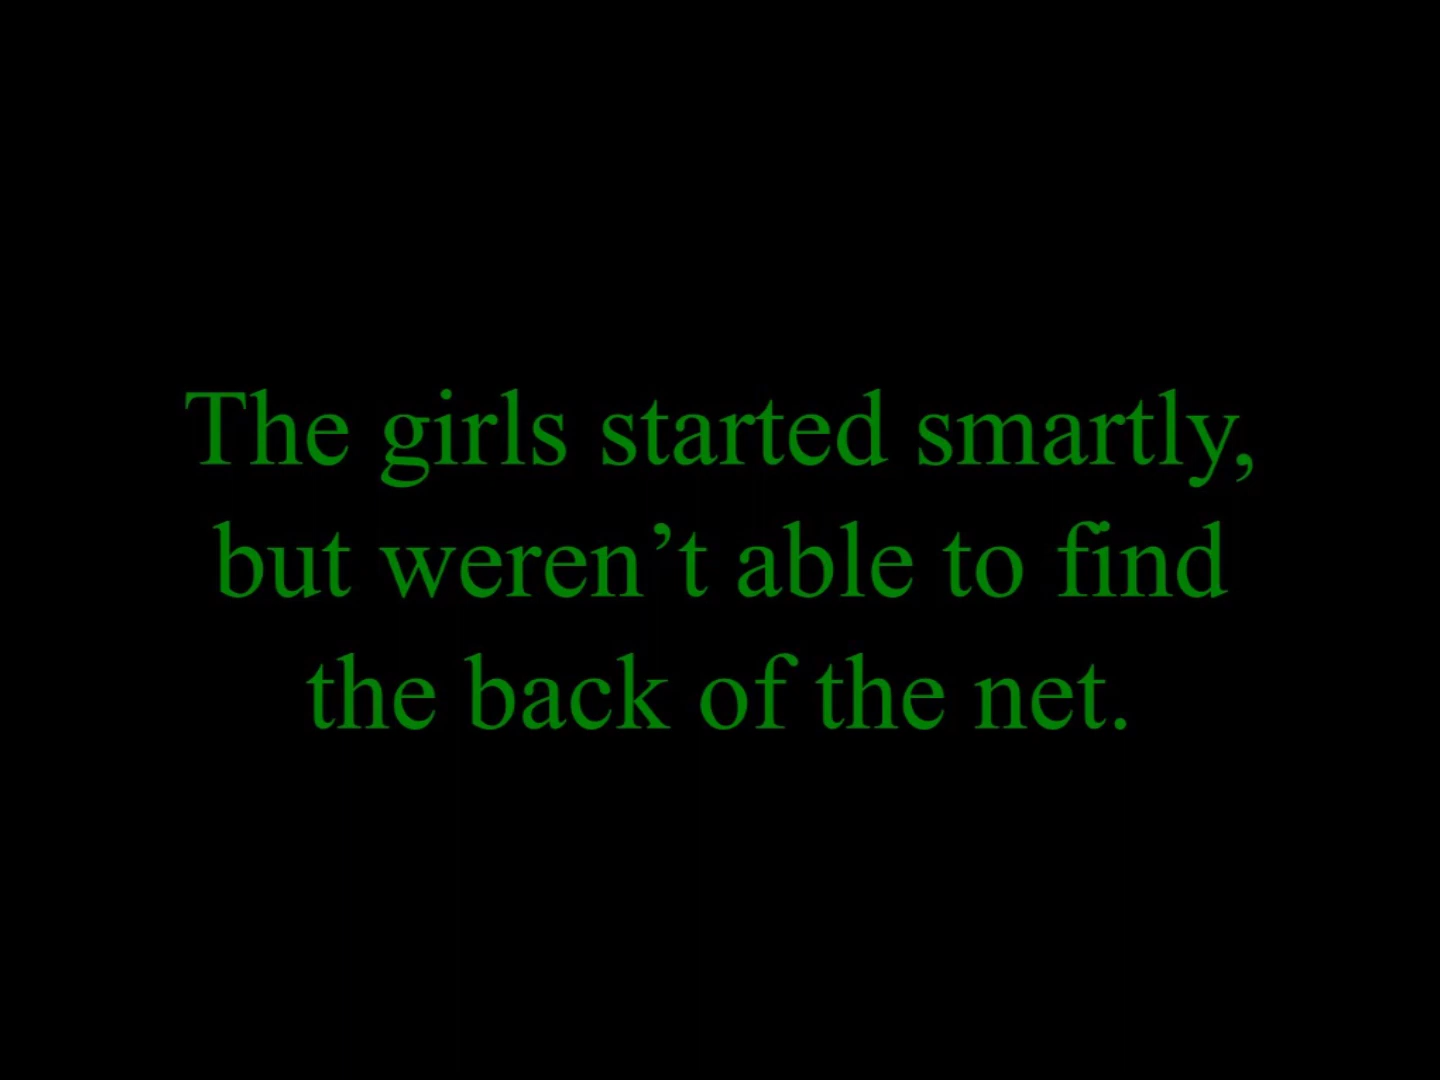 The girls started smartly,
but weren’t able to find
the back of the net.